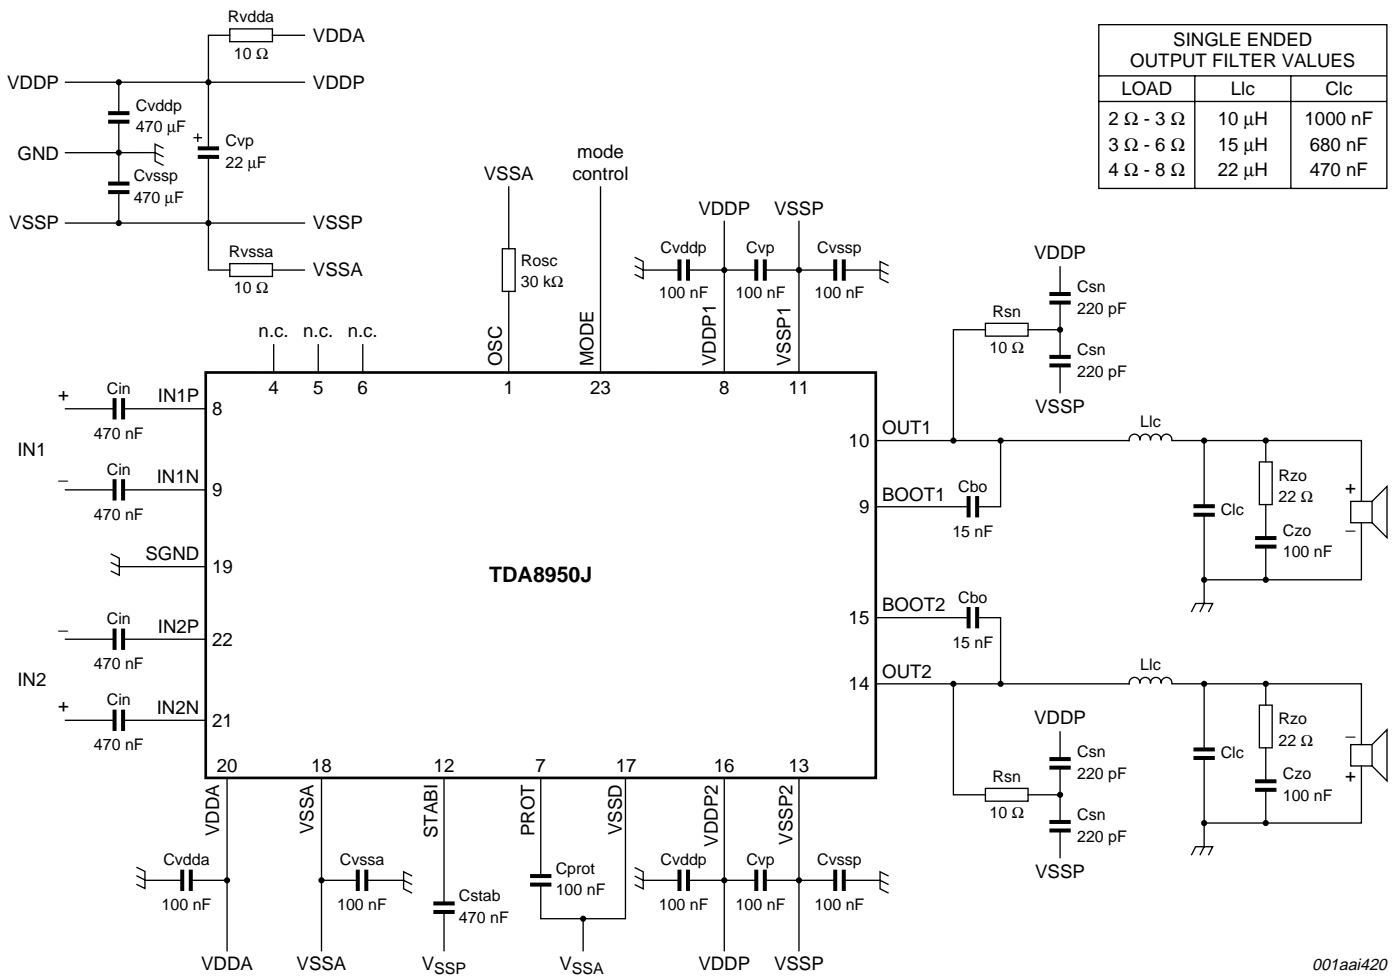 Rvdda
VDDA
10 Ω
VDDP
VDDP
Cvddp
470 μF
+
Cvp
22 μF
GND
Cvssp
470 μF
VSSP
VSSP
Rvssa
VSSA
10 Ω
SINGLE ENDED
OUTPUT FILTER VALUES
LOAD Llc Clc
2 Ω - 3 Ω 10 μH 1000 nF
3 Ω - 6 Ω 15 μH 680 nF
4 Ω - 8 Ω 22 μH 470 nF
VSSA
mode
control
Rosc
30 kΩ
VDDP VSSP
Cvddp Cvp Cvssp
100 nF 100 nF 100 nF
n.c. n.c. n.c.
OSC
MODE
VDDP1
VSSP1
4 5 6 1 23 8 11
VDDP
Csn
220 pF
Rsn
10 Ω
Csn
220 pF
VSSP
+ Cin IN1P 8
470 nF
IN1
− Cin IN1N 9
470 nF
SGND 19
− Cin IN2P 22
470 nF
IN2
+ Cin IN2N 21
470 nF
TDA8950J
10 OUT1
Llc
9 BOOT1
Cbo
15 nF
Clc
Rzo
22 Ω
Czo
100 nF
+
−
15 BOOT2
Cbo
15 nF
14 OUT2
Llc
VDDP
Csn
220 pF
Rsn
10 Ω
Csn
220 pF
VSSP
Clc
Rzo
22 Ω
Czo
100 nF
−
+
20 18 12 7 17 16 13
VDDA
VSSA
STABI
PROT
VSSD
VDDP2
VSSP2
Cvdda
100 nF
Cvssa
100 nF
Cstab
470 nF
Cprot
100 nF
Cvddp Cvp Cvssp
100 nF 100 nF 100 nF
VDDA VSSA VSSP VSSA VDDP VSSP
001aai420